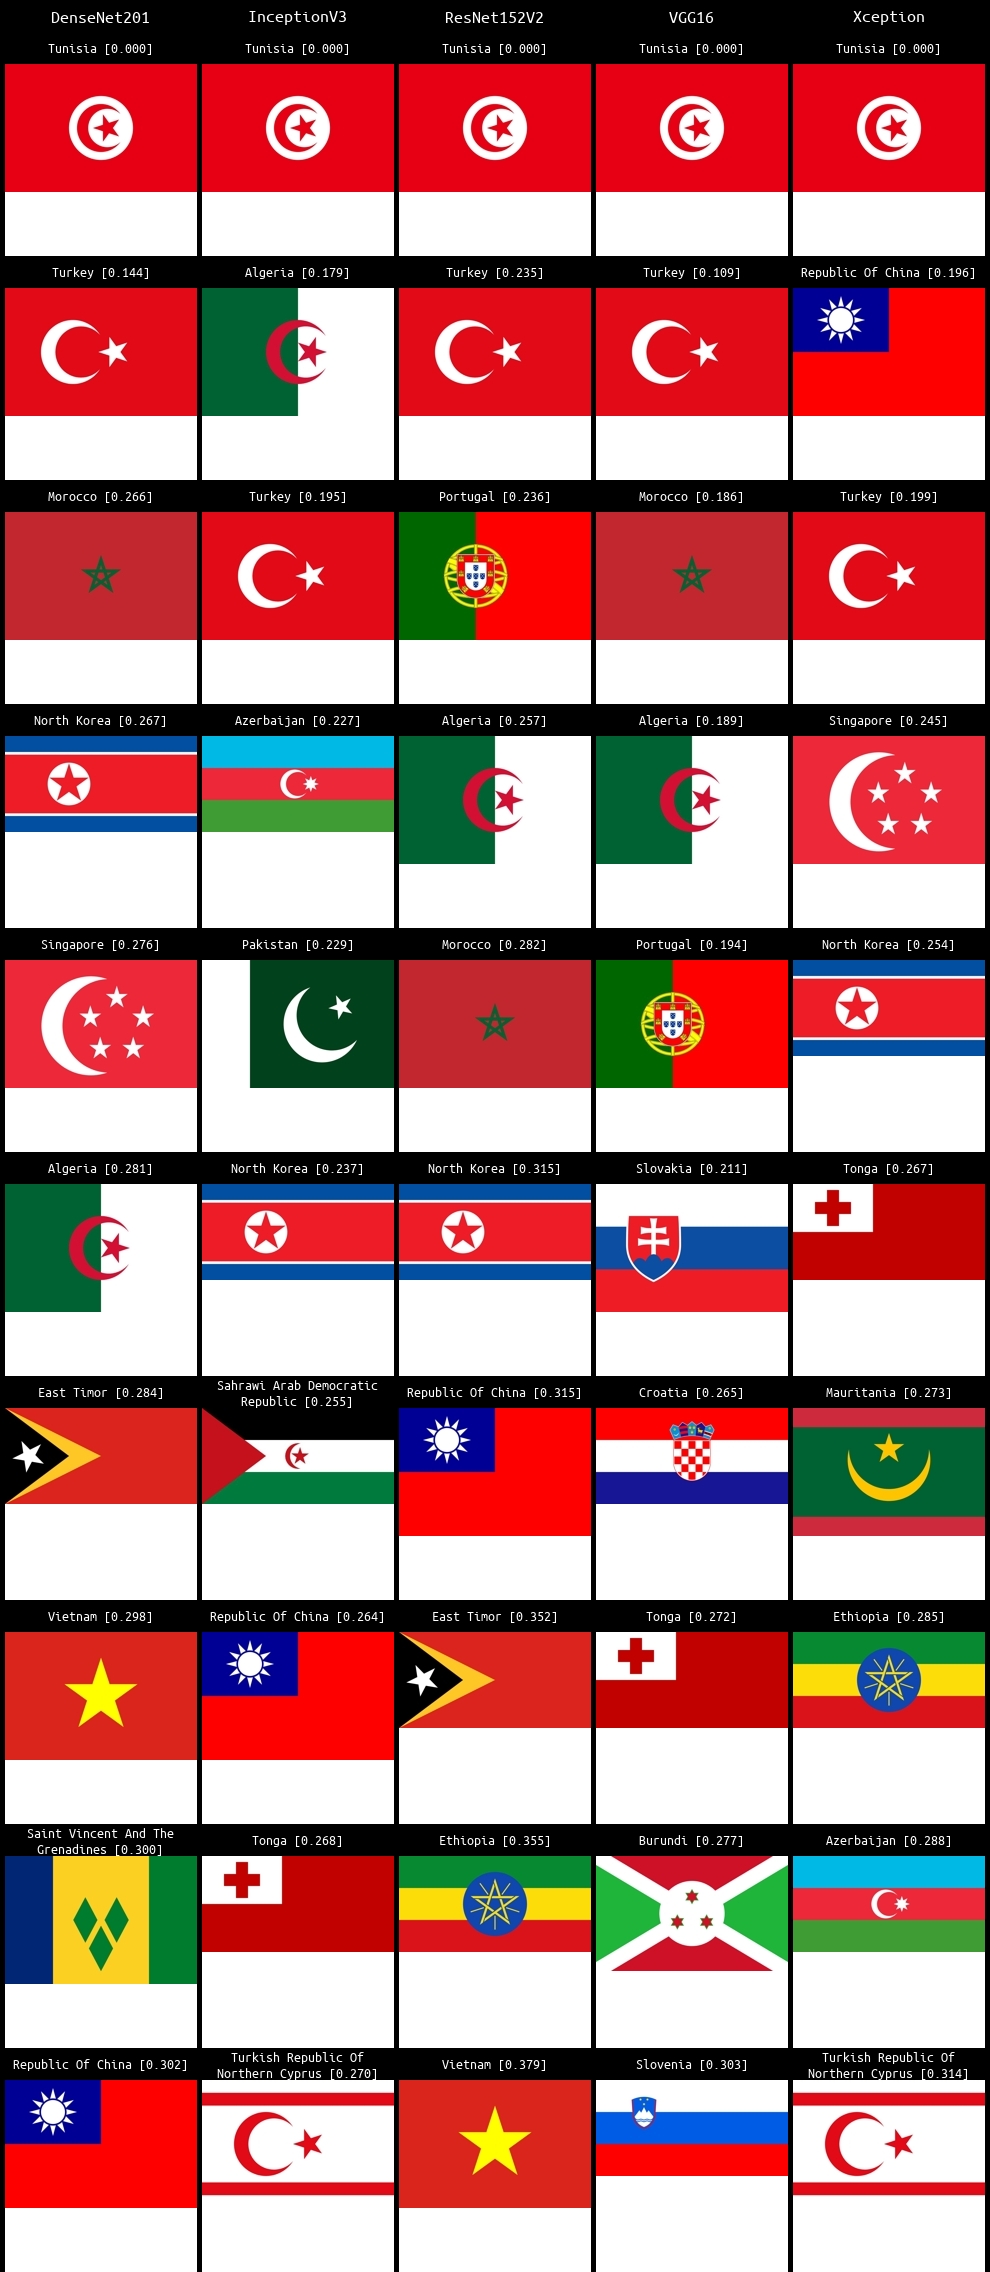 DenseNet201 InceptionV3 ResNet152V2 VGG16 Xception
Tunisia [0.000] Tunisia [0.000] Tunisia [0.000] Tunisia [0.000] Tunisia [0.000]
Turkey [0.144] Algeria [0.179] Turkey [0.235] Turkey [0.109] Republic Of China [0.196]
Morocco [0.266] Turkey [0.195] Portugal [0.236] Morocco [0.186] Turkey [0.199]
North Korea [0.267] Azerbaijan [0.227] Algeria [0.257] Algeria [0.189] Singapore [0.245]
Singapore [0.276] Pakistan [0.229] Morocco [0.282] Portugal [0.194] North Korea [0.254]
Algeria [0.281] North Korea [0.237] North Korea [0.315] Slovakia [0.211] Tonga [0.267]
East Timor [0.284] Sahrawi Arab Democratic
Republic [0.255] Republic Of China [0.315] Croatia [0.265] Mauritania [0.273]
Vietnam [0.298] Republic Of China [0.264] East Timor [0.352] Tonga [0.272] Ethiopia [0.285]
Saint Vincent And The
Grenadines [0.300] Tonga [0.268] Ethiopia [0.355] Burundi [0.277] Azerbaijan [0.288]
Republic Of China [0.302] Turkish Republic Of
Northern Cyprus [0.270] Vietnam [0.379] Slovenia [0.303] Turkish Republic Of
Northern Cyprus [0.314]